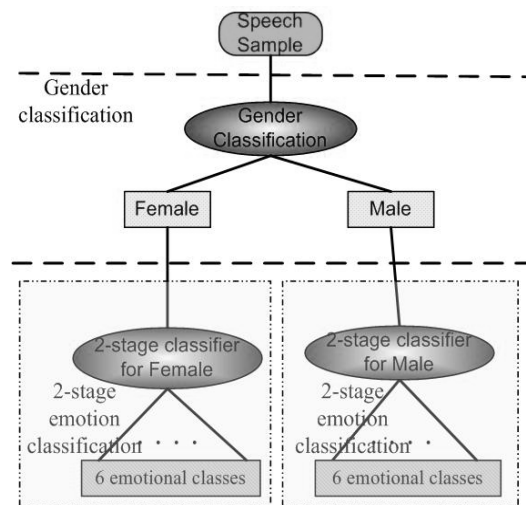 Speech
Sample
Gender
classification
Gender
Classification
Female
Male
2-stage classifier
for Female
2-stage
emotion
classification
. . . . .
6 emotional classes
2-stage classifier
for Male
2-stage
emotion
classification
. . . . .
6 emotional classes